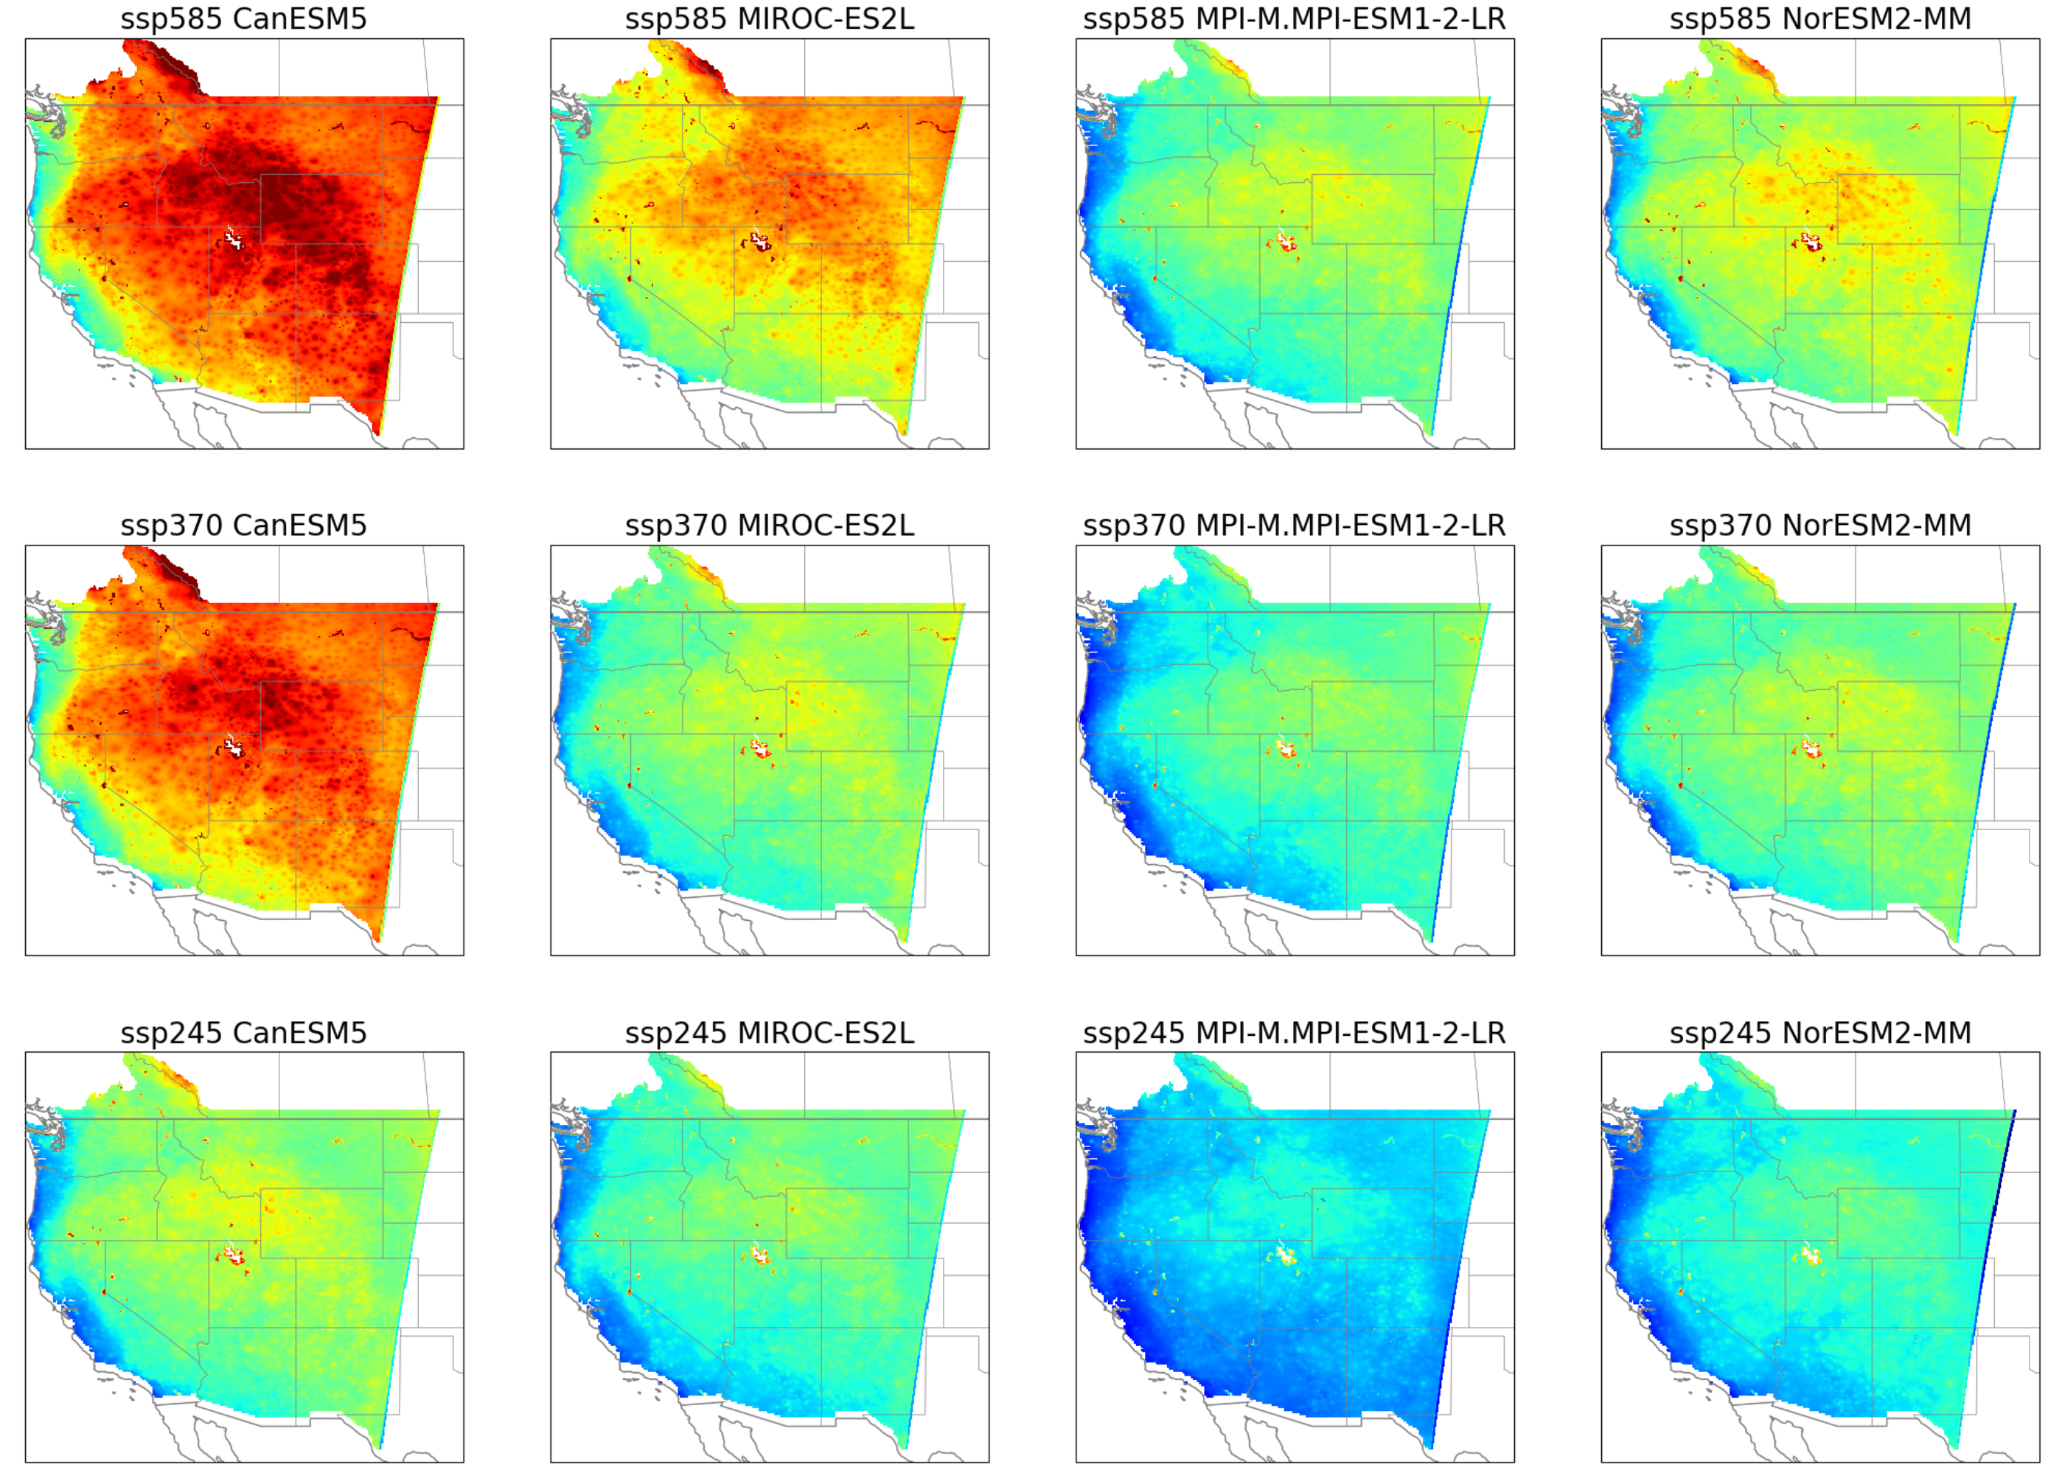 ssp585 CanESM5
ssp585 MIROC-ES2L
ssp585 MPI-M.MPI-ESM1-2-LR
ssp585 NorESM2-MM
ssp370 CanESM5
ssp370 MIROC-ES2L
ssp370 MPI-M.MPI-ESM1-2-LR
ssp370 NorESM2-MM
ssp245 CanESM5
ssp245 MIROC-ES2L
ssp245 MPI-M.MPI-ESM1-2-LR
ssp245 NorESM2-MM